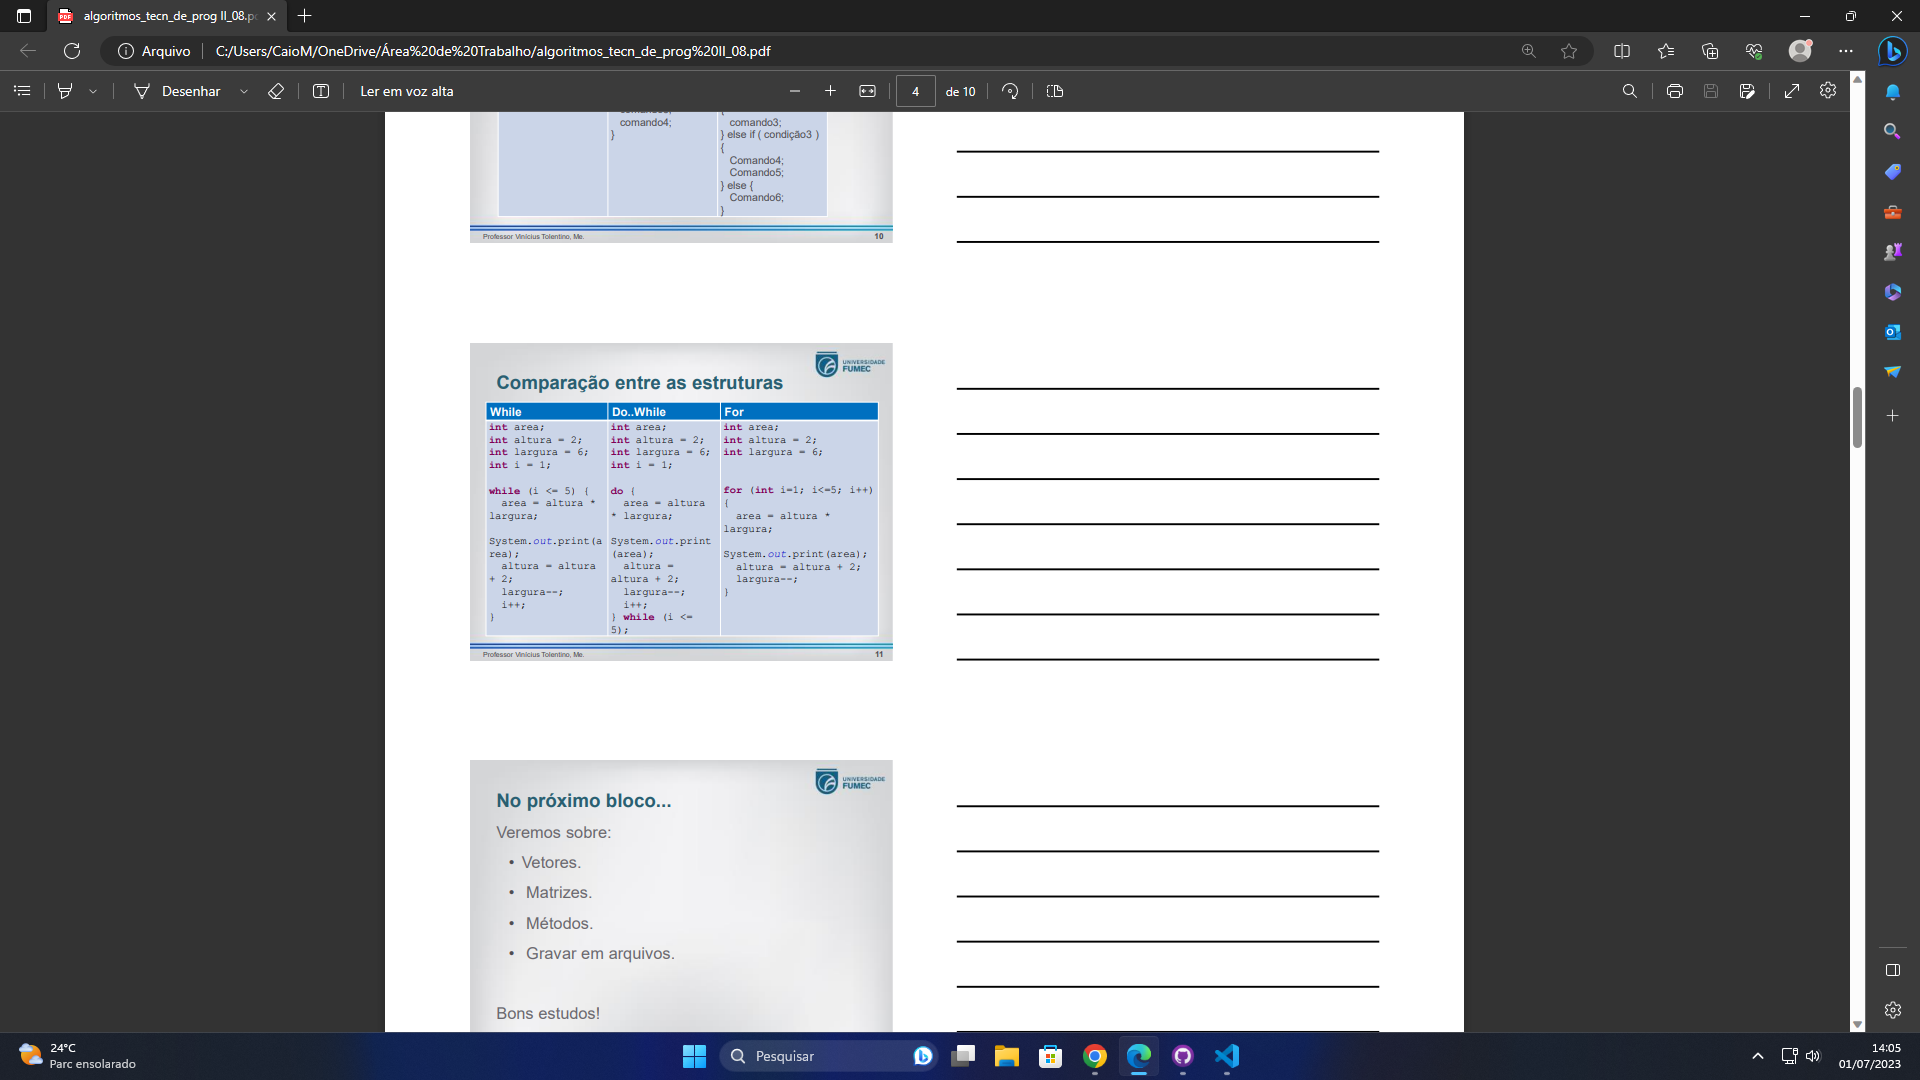 algoritmos_tecn_de_prog II_08.p
Arquivo
C:/Users/CaioM/OneDrive/Área%20de%20Trabalho/algoritmos_tecn_de_prog%20II_08.pdf
Desenhar
Ler em voz alta
4
de 10
comando4;
}
comando3;
} else if ( condição3 )
{
Comando4;
Comando5;
} else {
Comando6;
}
Professor Vinícius Tolentino, Me.
10
UNIVERSIDADE
FUMEC
Comparação entre as estruturas
While
int area;
int altura = 2;
int largura = 6;
int i = 1;
while (i <= 5) {
area = altura *
largura;
System.out.print(a
rea);
altura = altura
+ 2;
largura--;
i++;
}
Do..While
int area;
int altura = 2;
int largura = 6;
int i = 1;
do {
area = altura
* largura;
System.out.print
(area);
altura =
altura + 2;
largura--;
i++;
} while (i <=
5);
For
int area;
int altura = 2;
int largura = 6;
for (int i=1; i<=5; i++)
{
area = altura *
largura;
System.out.print(area);
altura = altura + 2;
largura--;
}
Professor Vinícius Tolentino, Me.
11
UNIVERSIDADE
FUMEC
No próximo bloco...
Veremos sobre:
• Vetores.
• Matrizes.
• Métodos.
• Gravar em arquivos.
Bons estudos!
24°C
Parc ensolarado
Pesquisar
14:05
01/07/2023